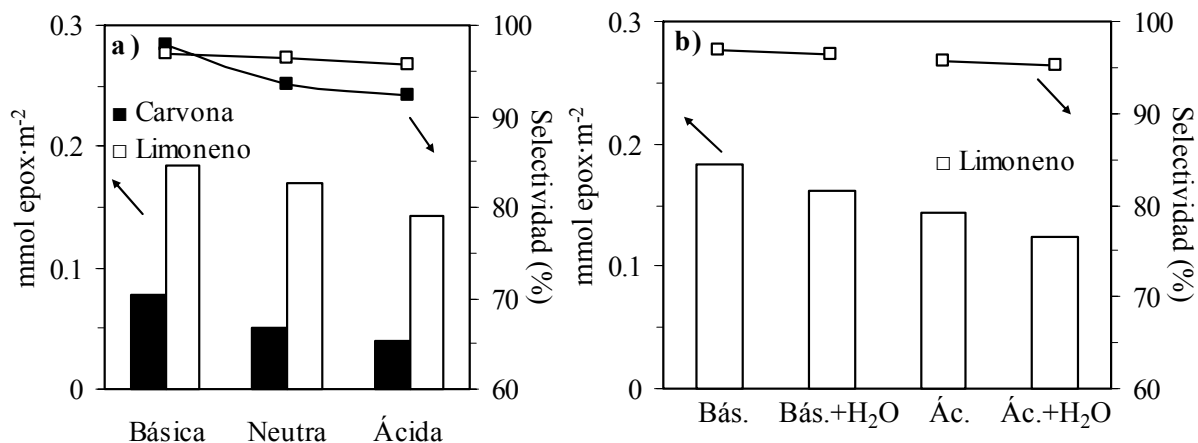 a)
mmol epox·m⁻²
0.3
0.2
0.1
0
Carvona
Limoneno
100
90
80
70
60
Selectividad (%)
Básica Neutra Ácida
b)
mmol epox·m⁻²
0.3
0.2
0.1
0
Limoneno
100
90
80
70
60
Selectividad (%)
Bás. Bás.+H₂O Ác. Ác.+H₂O